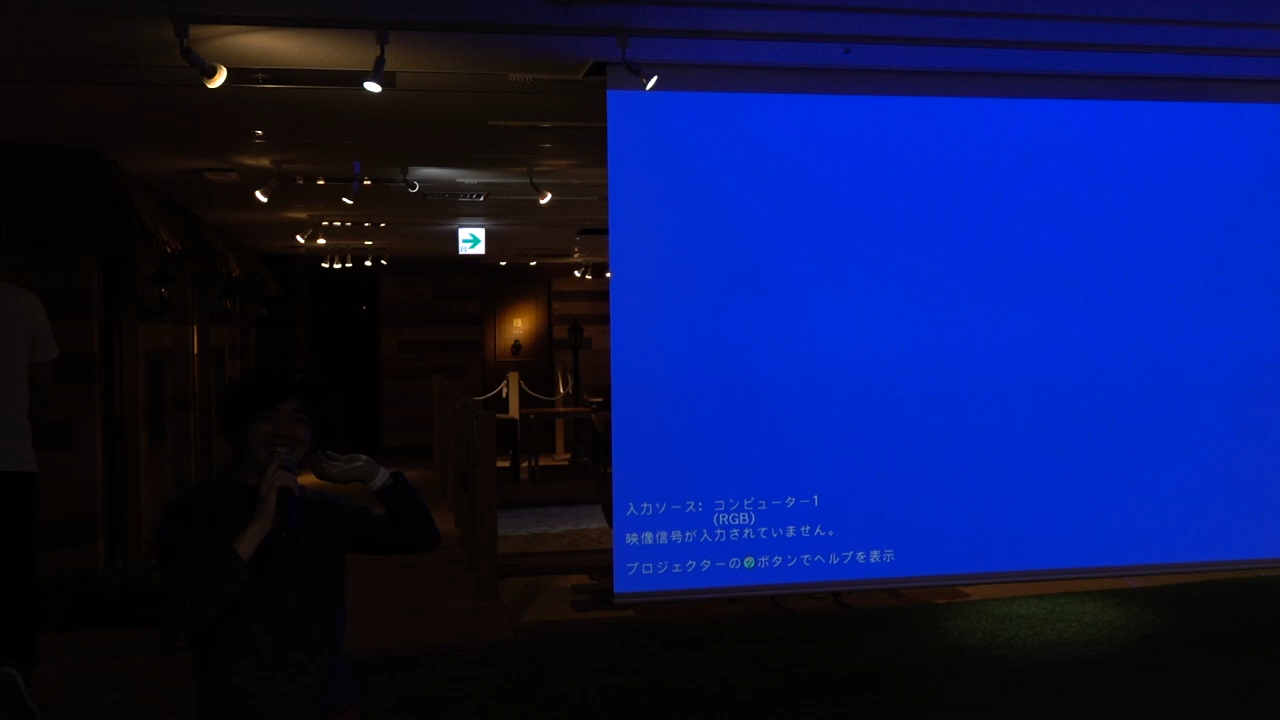 入力ソース: コンピューター1
(RGB)
映像信号が入力されていません。
プロジェクターの?ボタンでヘルプを表示